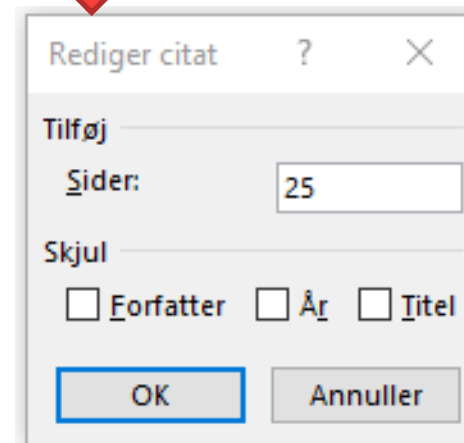 Rediger citat ?
Tilføj
Sider: 25
Skjul
Forfatter År Titel
OK Annuller